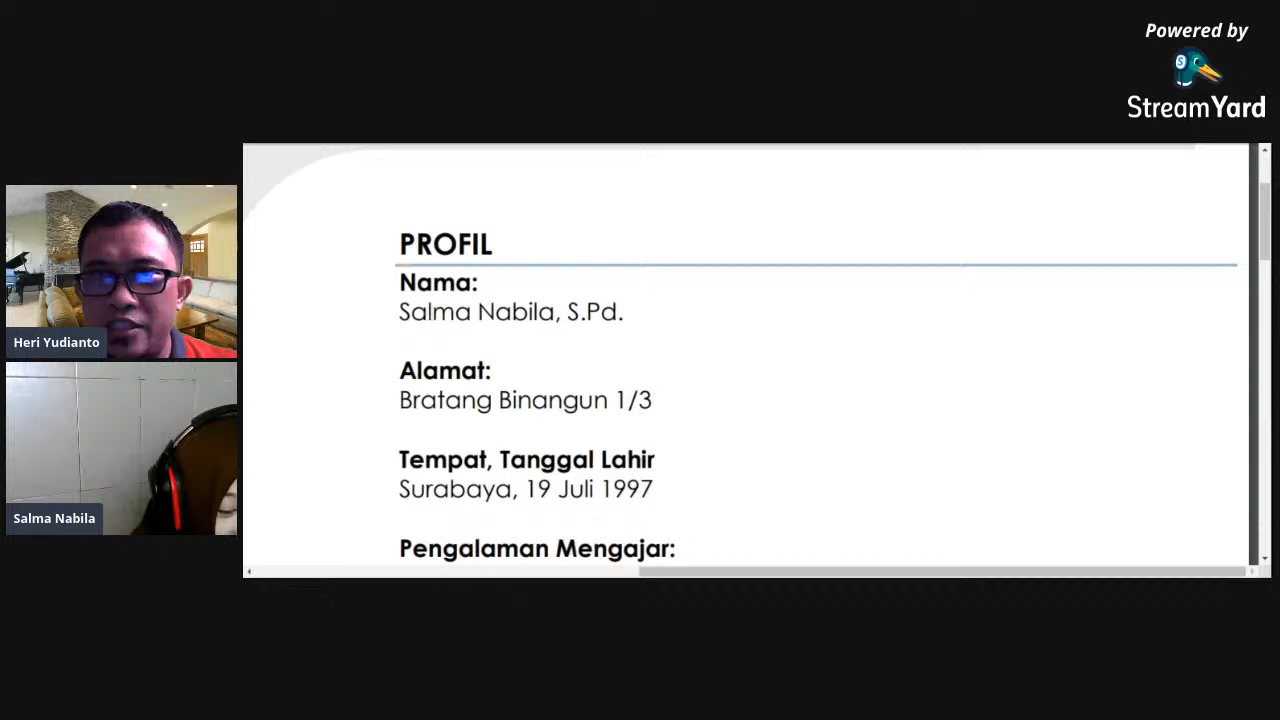 Powered by
StreamYard
PROFIL
Nama:
Salma Nabila, S.Pd.
Alamat:
Bratang Binangun 1/3
Tempat, Tanggal Lahir
Surabaya, 19 Juli 1997
Pengalaman Mengajar:
Heri Yudianto
Salma Nabila